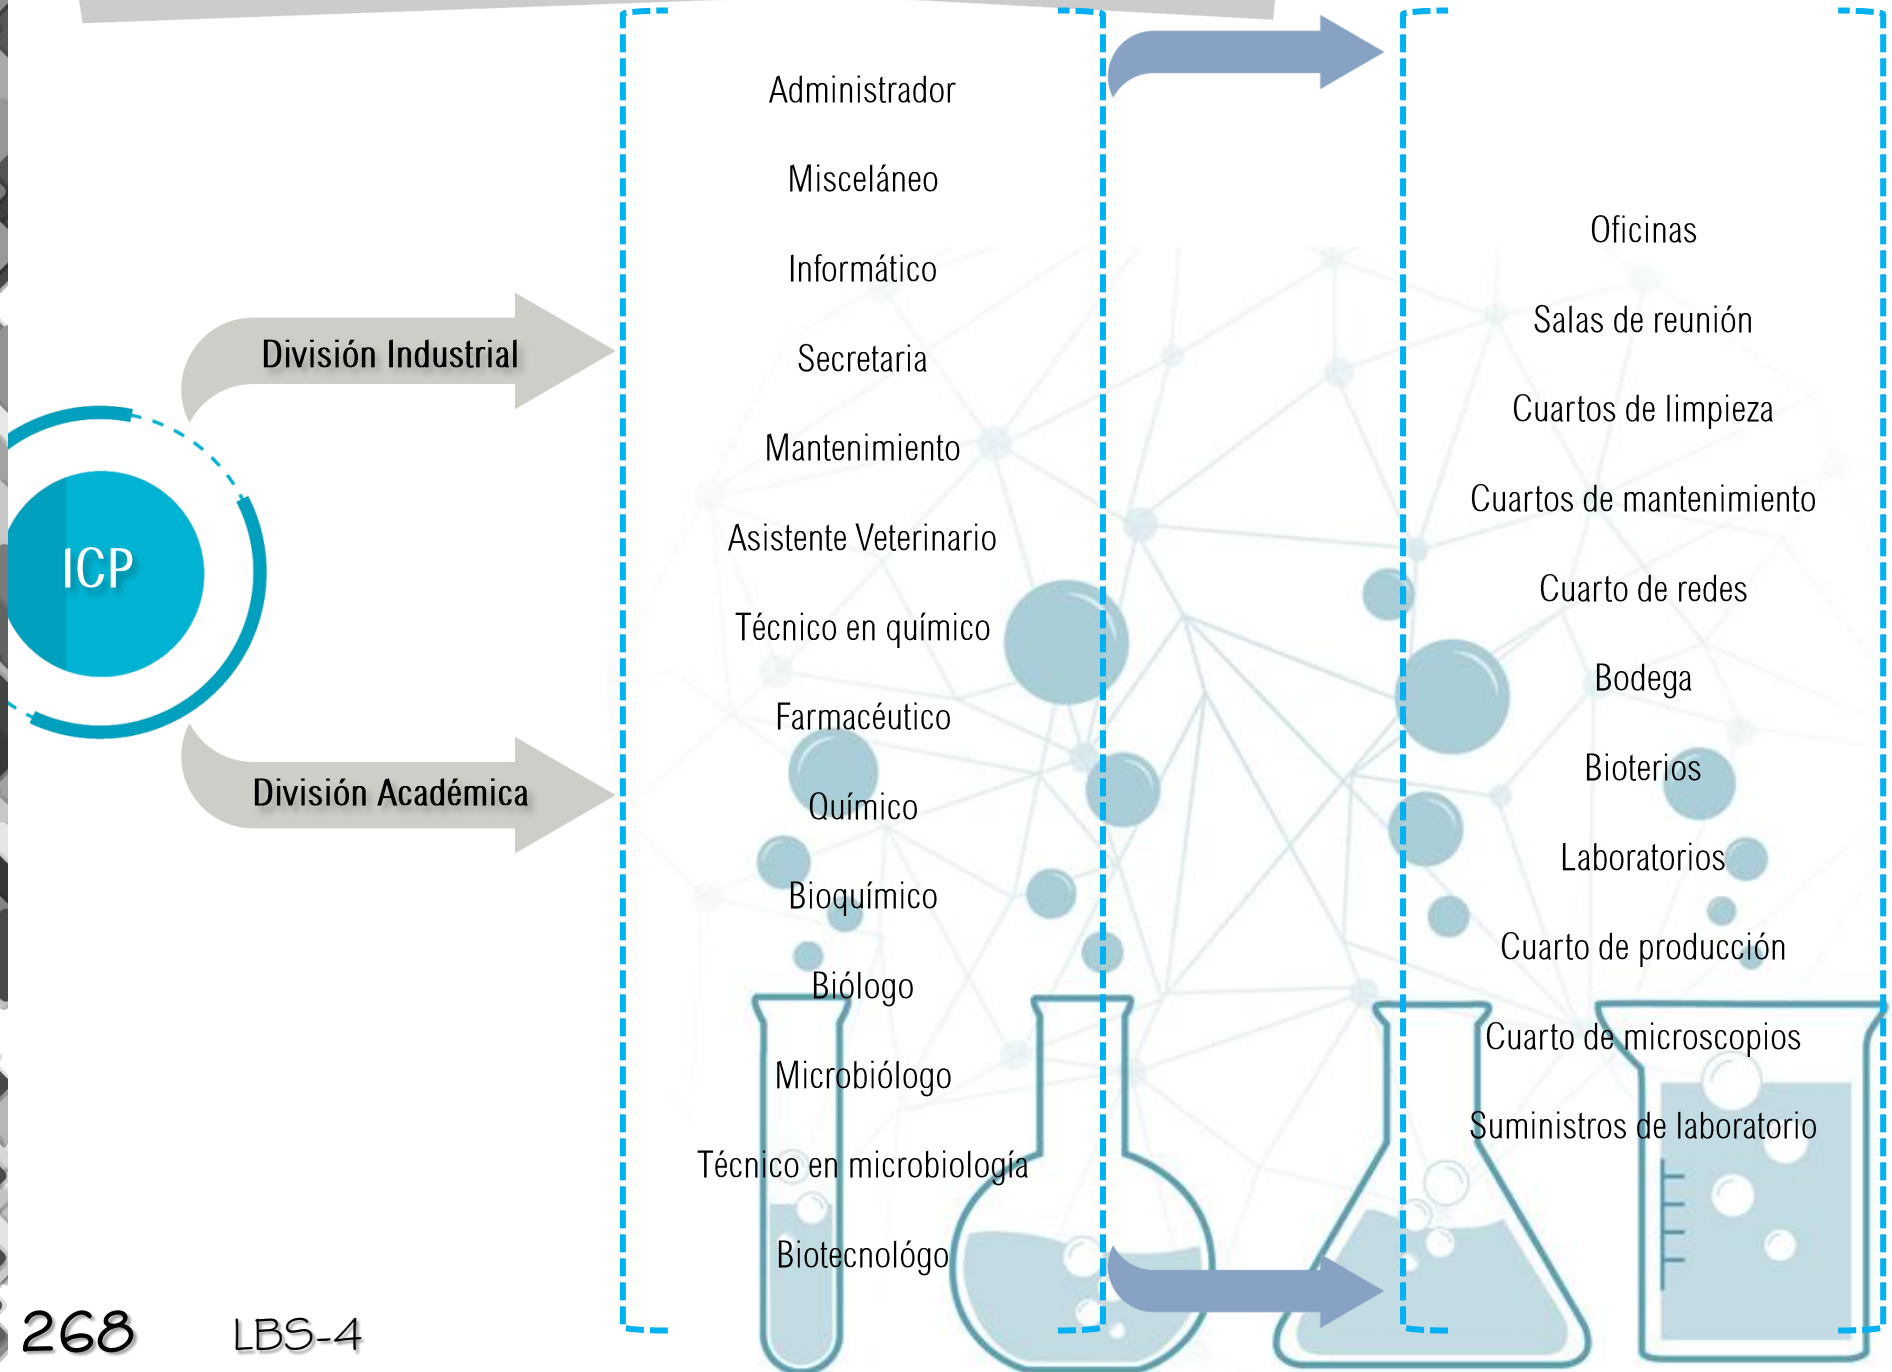 ICP
División Industrial
División Académica
Administrador
Misceláneo
Informático
Secretaria
Mantenimiento
Asistente Veterinario
Técnico en químico
Farmacéutico
Químico
Bioquímico
Biólogo
Microbiólogo
Técnico en microbiología
Biotecnológo
Oficinas
Salas de reunión
Cuartos de limpieza
Cuartos de mantenimiento
Cuarto de redes
Bodega
Bioterios
Laboratorios
Cuarto de producción
Cuarto de microscopios
Suministros de laboratorio
268 LBS-4